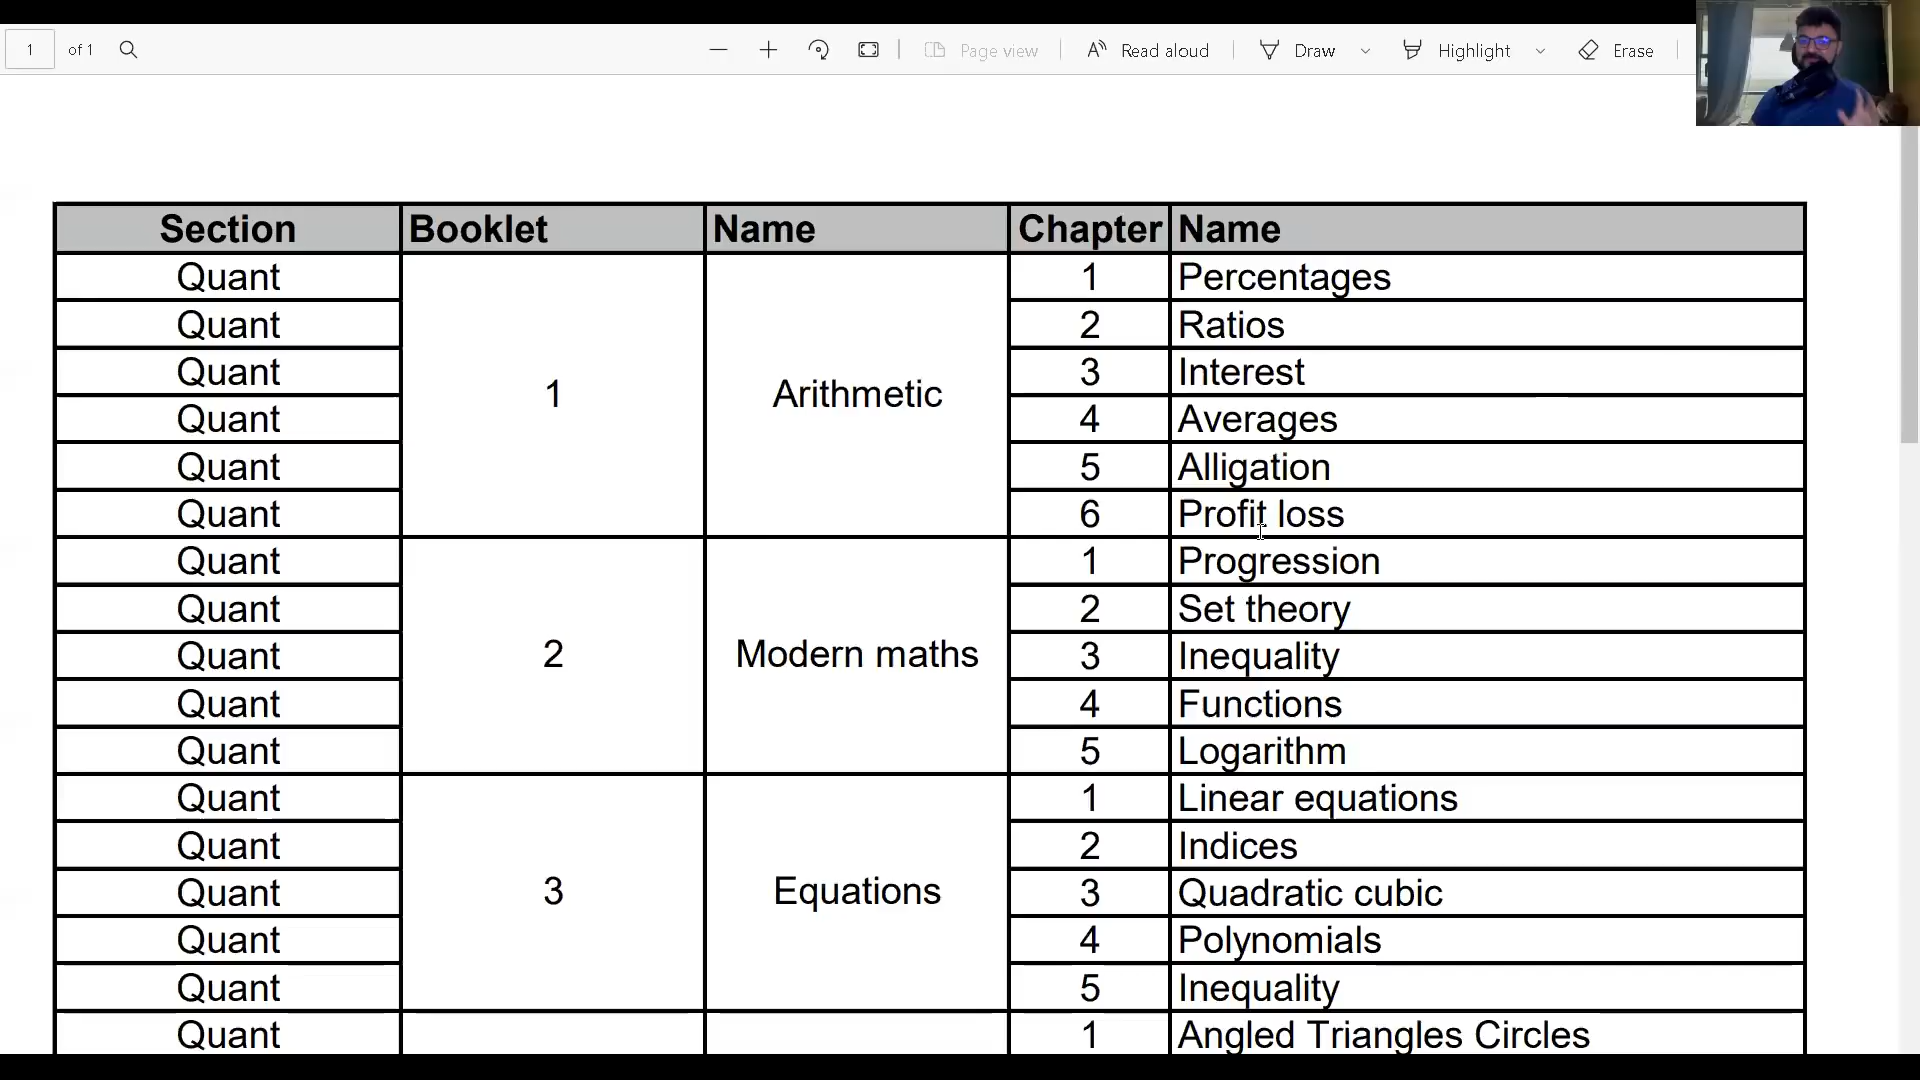 1 of 1 Page view Read aloud Draw Highlight Erase
Section Booklet Name Chapter Name
Quant 1 Percentages
Quant 2 Ratios
Quant 3 Interest
1 Arithmetic
Quant 4 Averages
Quant 5 Alligation
Quant 6 Profit loss
Quant 1 Progression
Quant 2 Set theory
Quant 2 Modern maths 3 Inequality
Quant 4 Functions
Quant 5 Logarithm
Quant 1 Linear equations
Quant 2 Indices
Quant 3 Equations 3 Quadratic cubic
Quant 4 Polynomials
Quant 5 Inequality
Quant 1 Angled Triangles Circles